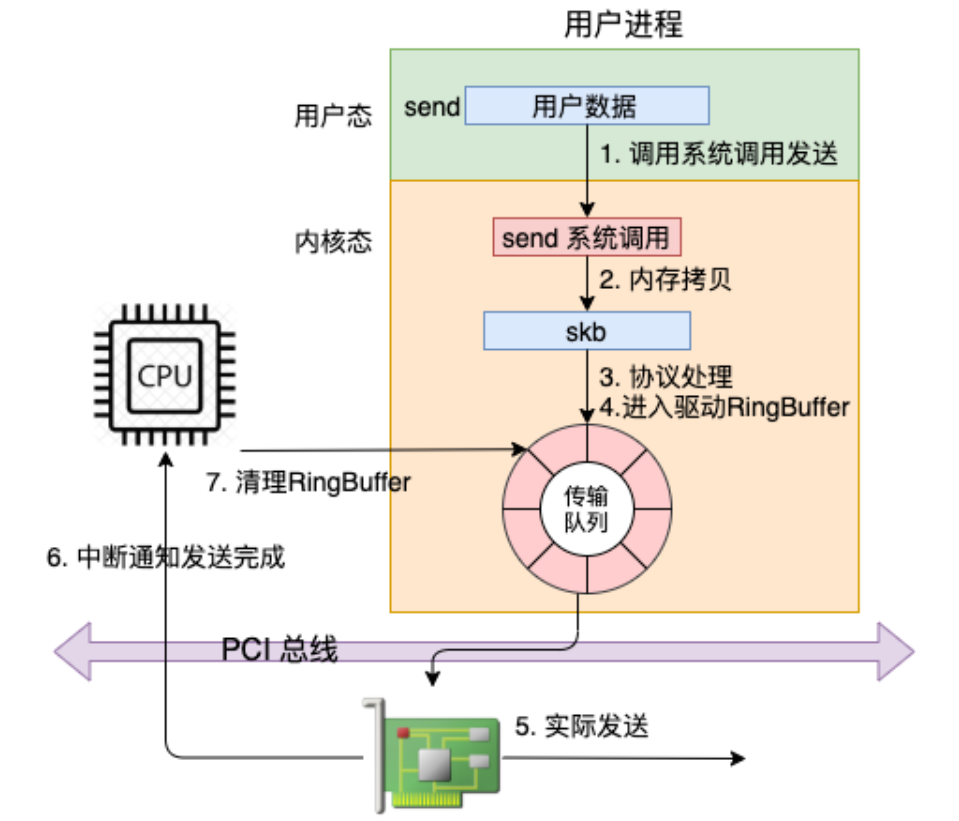 用户进程
用户态
send
用户数据
1. 调用系统调用发送
内核态
send 系统调用
2. 内存拷贝
skb
3. 协议处理
4.进入驱动RingBuffer
CPU
7. 清理RingBuffer
传输
队列
6. 中断通知发送完成
PCI 总线
5. 实际发送